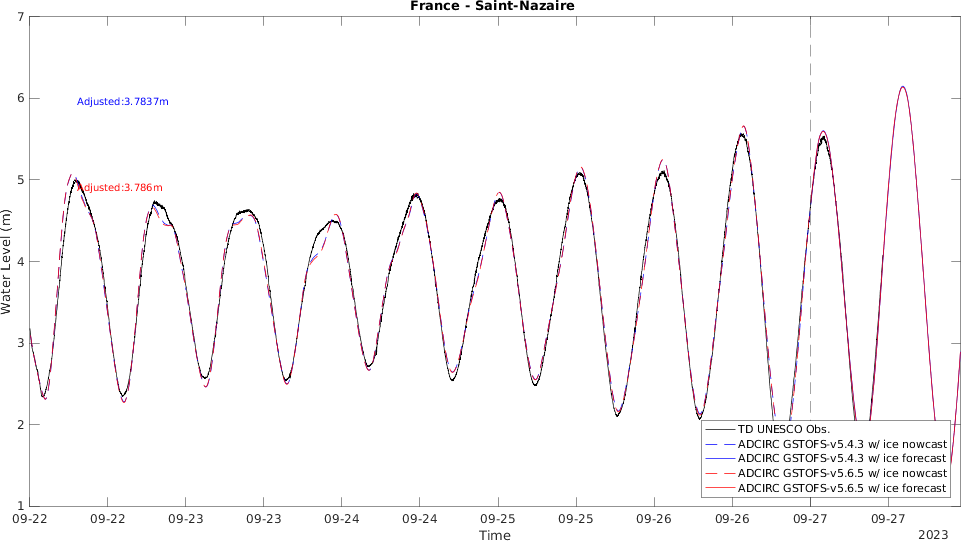 France - Saint-Nazaire
7
6
5
4
3
2
1
Water Level (m)
Adjusted:3.7837m
Adjusted:3.786m
TD UNESCO Obs.
ADCIRC GSTOFS-v5.4.3 w/ ice nowcast
ADCIRC GSTOFS-v5.4.3 w/ ice forecast
ADCIRC GSTOFS-v5.6.5 w/ ice nowcast
ADCIRC GSTOFS-v5.6.5 w/ ice forecast
09-22 09-22 09-23 09-23 09-24 09-24 09-25 09-25 09-26 09-26 09-27 09-27
Time
2023